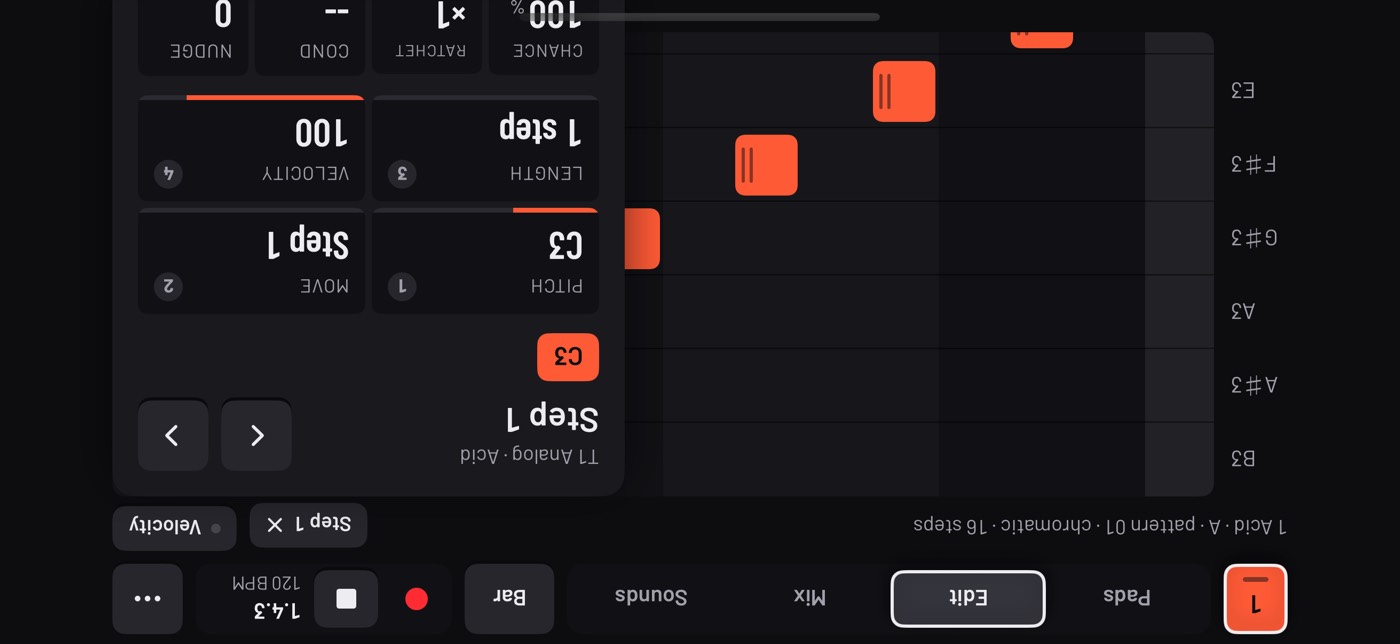 1
Pads
Edit
Mix
Sounds
Bar
1.4.3
120 BPM
•••
1 Acid · A · pattern 01 · chromatic · 16 steps
Step 1 ×
Velocity
B3
A#3
A3
G#3
F#3
E3
T1 Analog · Acid
Step 1
C3
PITCH
1
C3
MOVE
2
Step 1
LENGTH
3
1 step
VELOCITY
4
100
CHANCE
100 %
RATCHET
×1
COND
--
NUDGE
0